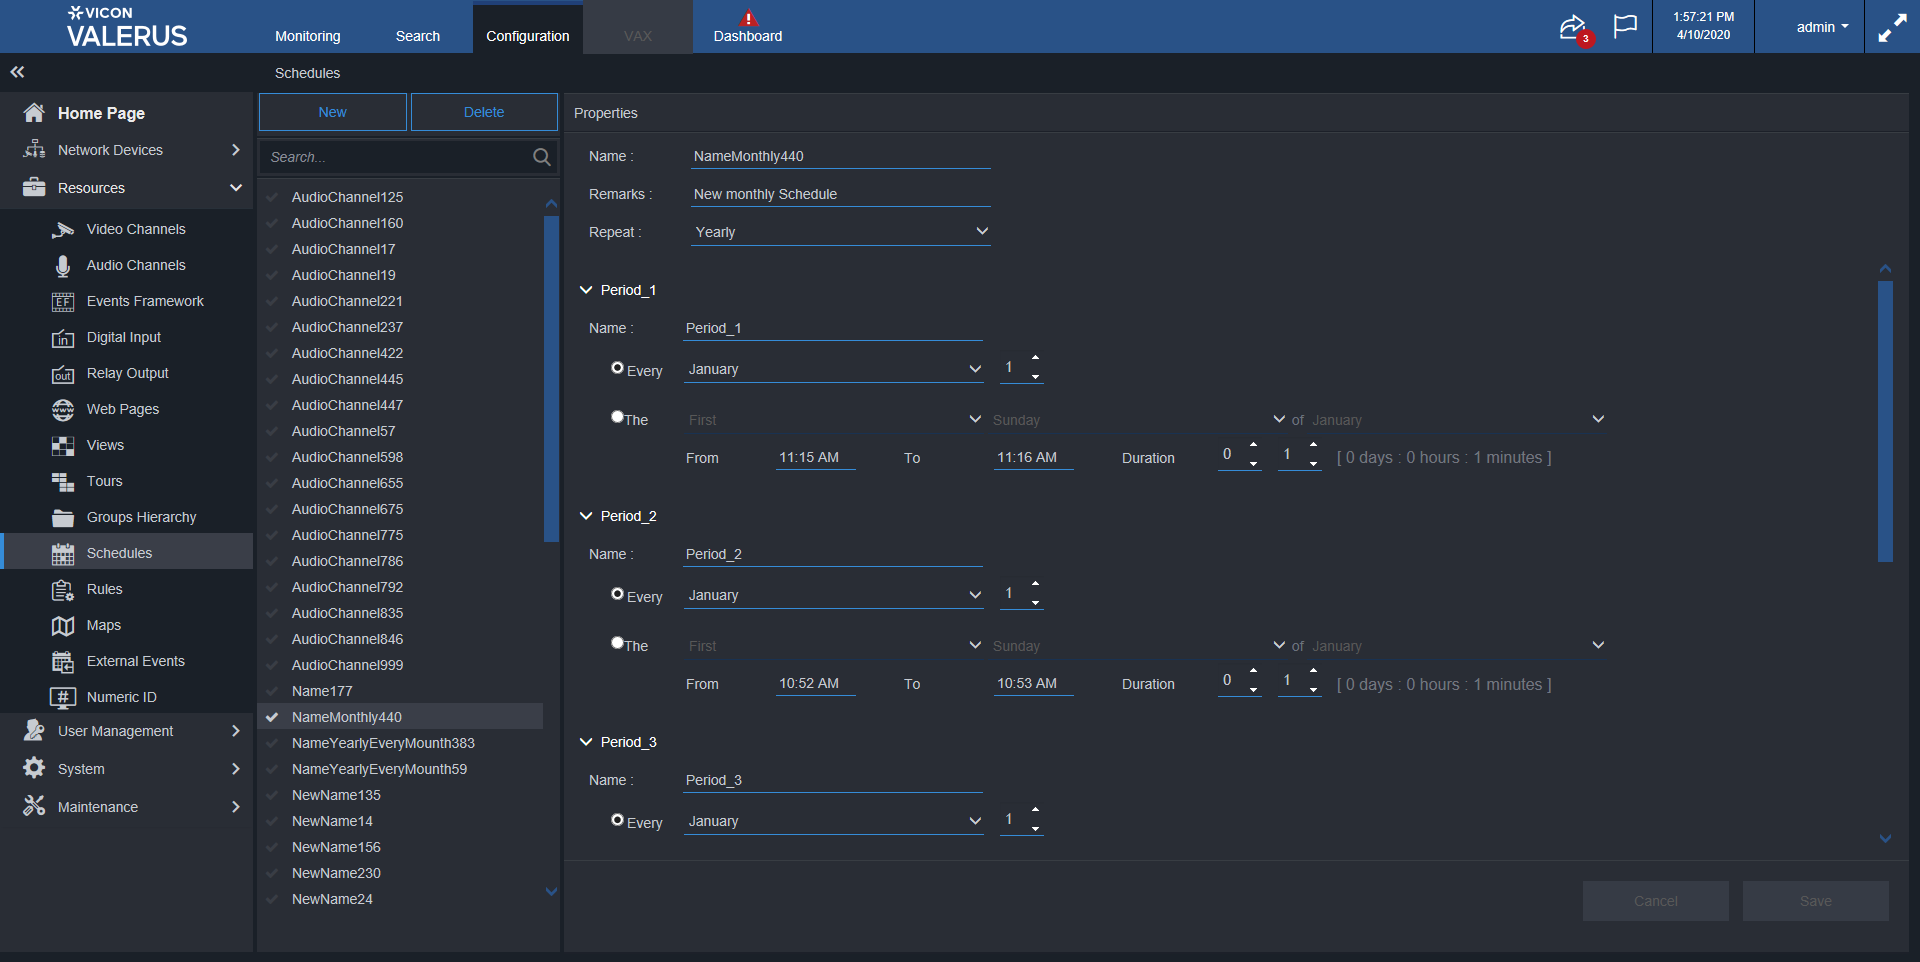 VICON
VALERUS
Monitoring
Search
Configuration
VAX
Dashboard
3
1:57:21 PM
4/10/2020
admin
Schedules
Home Page
Network Devices
Resources
Video Channels
Audio Channels
EF
Events Framework
in
Digital Input
out
Relay Output
www
Web Pages
Views
Tours
Groups Hierarchy
Schedules
Rules
Maps
External Events
#
Numeric ID
User Management
System
Maintenance
New
Delete
Search...
AudioChannel125
AudioChannel160
AudioChannel17
AudioChannel19
AudioChannel221
AudioChannel237
AudioChannel422
AudioChannel445
AudioChannel447
AudioChannel57
AudioChannel598
AudioChannel655
AudioChannel675
AudioChannel775
AudioChannel786
AudioChannel792
AudioChannel835
AudioChannel846
AudioChannel999
Name177
NameMonthly440
NameYearlyEveryMounth383
NameYearlyEveryMounth59
NewName135
NewName14
NewName156
NewName230
NewName24
Properties
Name : NameMonthly440
Remarks : New monthly Schedule
Repeat : Yearly
Period_1
Name : Period_1
Every January 1
The First Sunday of January
From 11:15 AM To 11:16 AM Duration 0 1 [ 0 days : 0 hours : 1 minutes ]
Period_2
Name : Period_2
Every January 1
The First Sunday of January
From 10:52 AM To 10:53 AM Duration 0 1 [ 0 days : 0 hours : 1 minutes ]
Period_3
Name : Period_3
Every January 1
Cancel
Save